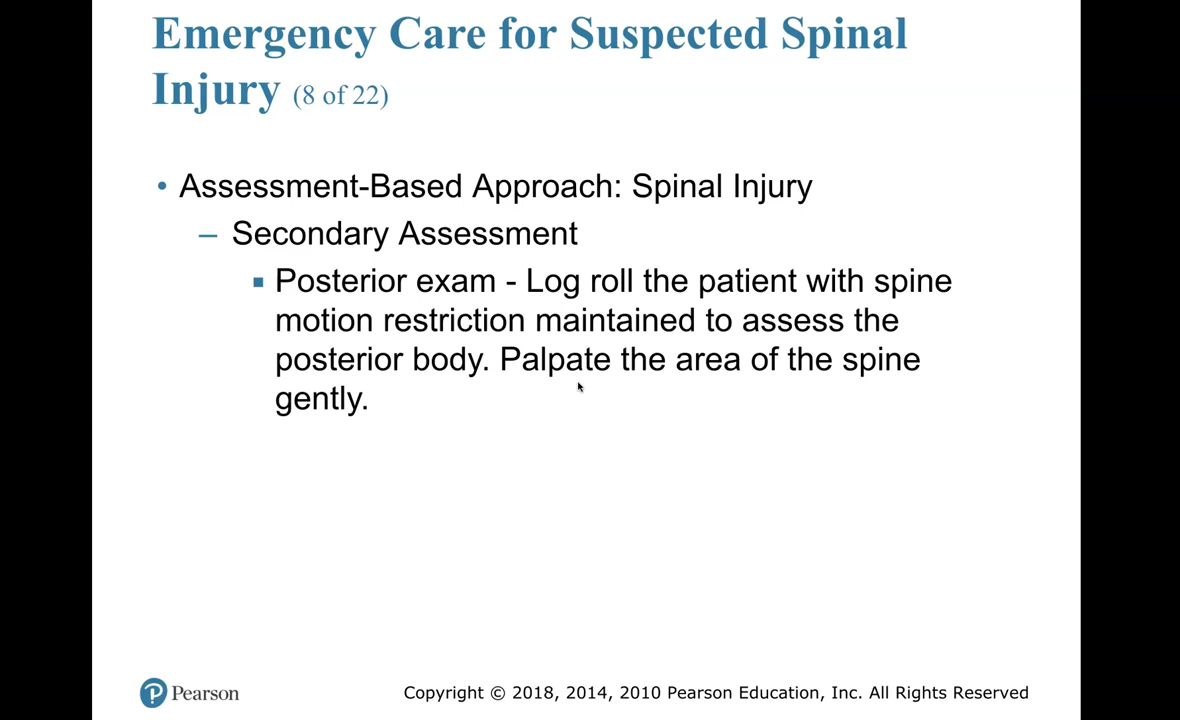 Emergency Care for Suspected Spinal
Injury (8 of 22)
• Assessment-Based Approach: Spinal Injury
– Secondary Assessment
▪ Posterior exam - Log roll the patient with spine
motion restriction maintained to assess the
posterior body. Palpate the area of the spine
gently.
Pearson
Copyright © 2018, 2014, 2010 Pearson Education, Inc. All Rights Reserved